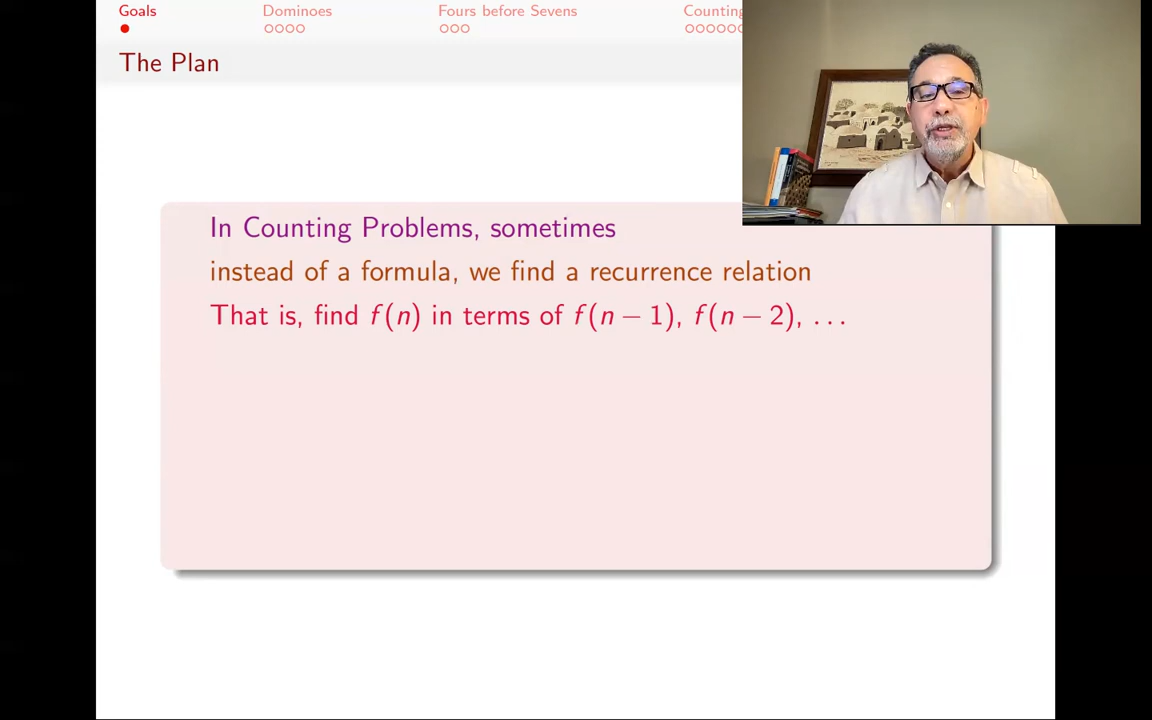 Goals Dominoes Fours before Sevens Counting
The Plan
In Counting Problems, sometimes
instead of a formula, we find a recurrence relation
That is, find f(n) in terms of f(n − 1), f(n − 2), . . .